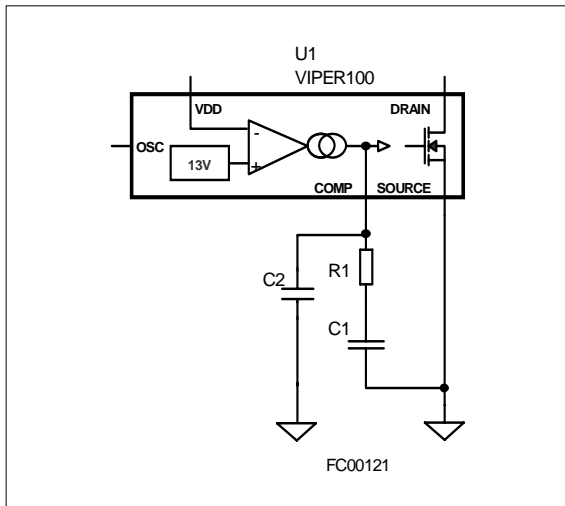 U1
VIPER100
VDD
DRAIN
-
OSC
13V
+
COMP
SOURCE
C2
R1
C1
FC00121